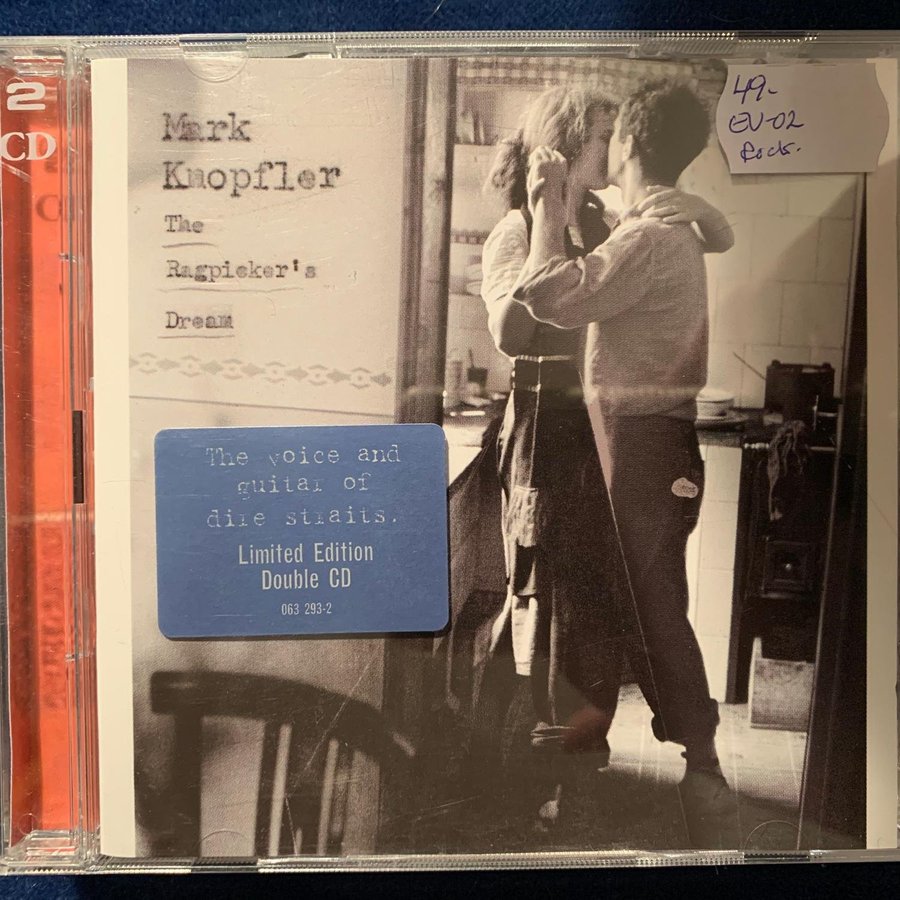 2
CD
Mark
Knopfler
The
Ragpicker's
Dream
49-
EU-02
Rock.
The voice and
guitar of
dire straits.
Limited Edition
Double CD
063 293-2